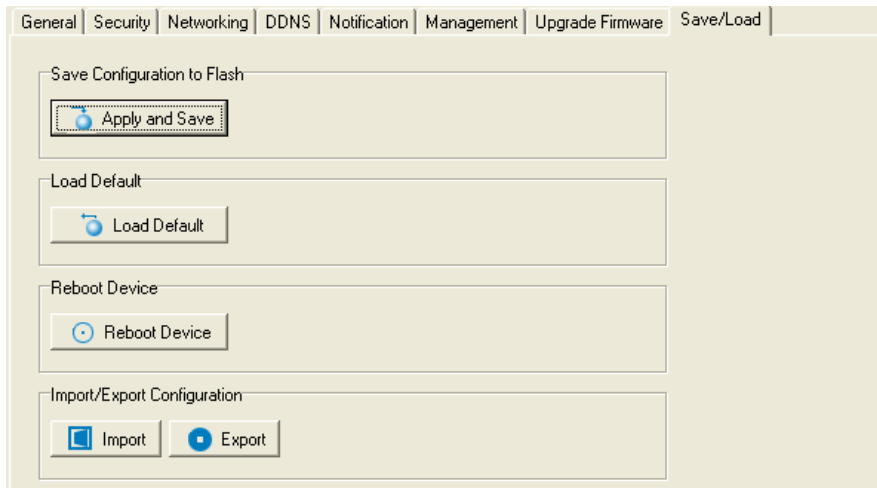 General Security Networking DDNS Notification Management Upgrade Firmware Save/Load
Save Configuration to Flash
Apply and Save
Load Default
Load Default
Reboot Device
Reboot Device
Import/Export Configuration
Import Export